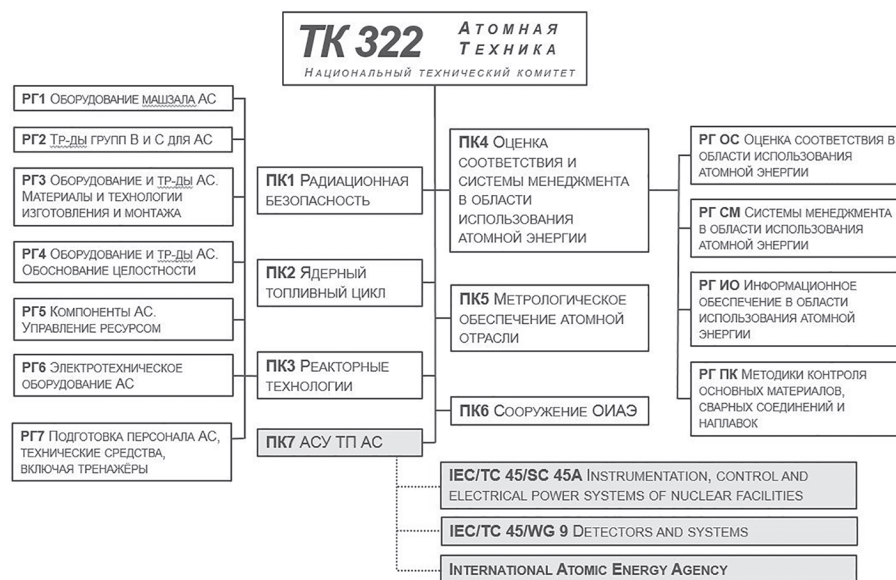 ТК 322 АТОМНАЯ
ТЕХНИКА
НАЦИОНАЛЬНЫЙ ТЕХНИЧЕСКИЙ КОМИТЕТ
РГ1 ОБОРУДОВАНИЕ МАШЗАЛА АС
РГ2 ТР-ДЫ ГРУПП В И С ДЛЯ АС
РГ3 ОБОРУДОВАНИЕ И ТР-ДЫ АС.
МАТЕРИАЛЫ И ТЕХНОЛОГИИ
ИЗГОТОВЛЕНИЯ И МОНТАЖА
РГ4 ОБОРУДОВАНИЕ И ТР-ДЫ АС.
ОБОСНОВАНИЕ ЦЕЛОСТНОСТИ
РГ5 КОМПОНЕНТЫ АС.
УПРАВЛЕНИЕ РЕСУРСОМ
РГ6 ЭЛЕКТРОТЕХНИЧЕСКОЕ
ОБОРУДОВАНИЕ АС
РГ7 ПОДГОТОВКА ПЕРСОНАЛА АС,
ТЕХНИЧЕСКИЕ СРЕДСТВА,
ВКЛЮЧАЯ ТРЕНАЖЁРЫ
ПК1 РАДИАЦИОННАЯ
БЕЗОПАСНОСТЬ
ПК2 ЯДЕРНЫЙ
ТОПЛИВНЫЙ ЦИКЛ
ПК3 РЕАКТОРНЫЕ
ТЕХНОЛОГИИ
ПК7 АСУ ТП АС
ПК4 ОЦЕНКА
СООТВЕТСТВИЯ И
СИСТЕМЫ МЕНЕДЖМЕНТА
В ОБЛАСТИ
ИСПОЛЬЗОВАНИЯ
АТОМНОЙ ЭНЕРГИИ
ПК5 МЕТРОЛОГИЧЕСКОЕ
ОБЕСПЕЧЕНИЕ АТОМНОЙ
ОТРАСЛИ
ПК6 СООРУЖЕНИЕ ОИАЭ
РГ ОС ОЦЕНКА СООТВЕТСТВИЯ В
ОБЛАСТИ ИСПОЛЬЗОВАНИЯ
АТОМНОЙ ЭНЕРГИИ
РГ СМ СИСТЕМЫ МЕНЕДЖМЕНТА
В ОБЛАСТИ ИСПОЛЬЗОВАНИЯ
АТОМНОЙ ЭНЕРГИИ
РГ ИО ИНФОРМАЦИОННОЕ
ОБЕСПЕЧЕНИЕ В ОБЛАСТИ
ИСПОЛЬЗОВАНИЯ АТОМНОЙ
ЭНЕРГИИ
РГ ПК МЕТОДИКИ КОНТРОЛЯ
ОСНОВНЫХ МАТЕРИАЛОВ,
СВАРНЫХ СОЕДИНЕНИЙ И
НАПЛАВОК
IEC/TC 45/SC 45A INSTRUMENTATION, CONTROL AND
ELECTRICAL POWER SYSTEMS OF NUCLEAR FACILITIES
IEC/TC 45/WG 9 DETECTORS AND SYSTEMS
INTERNATIONAL ATOMIC ENERGY AGENCY